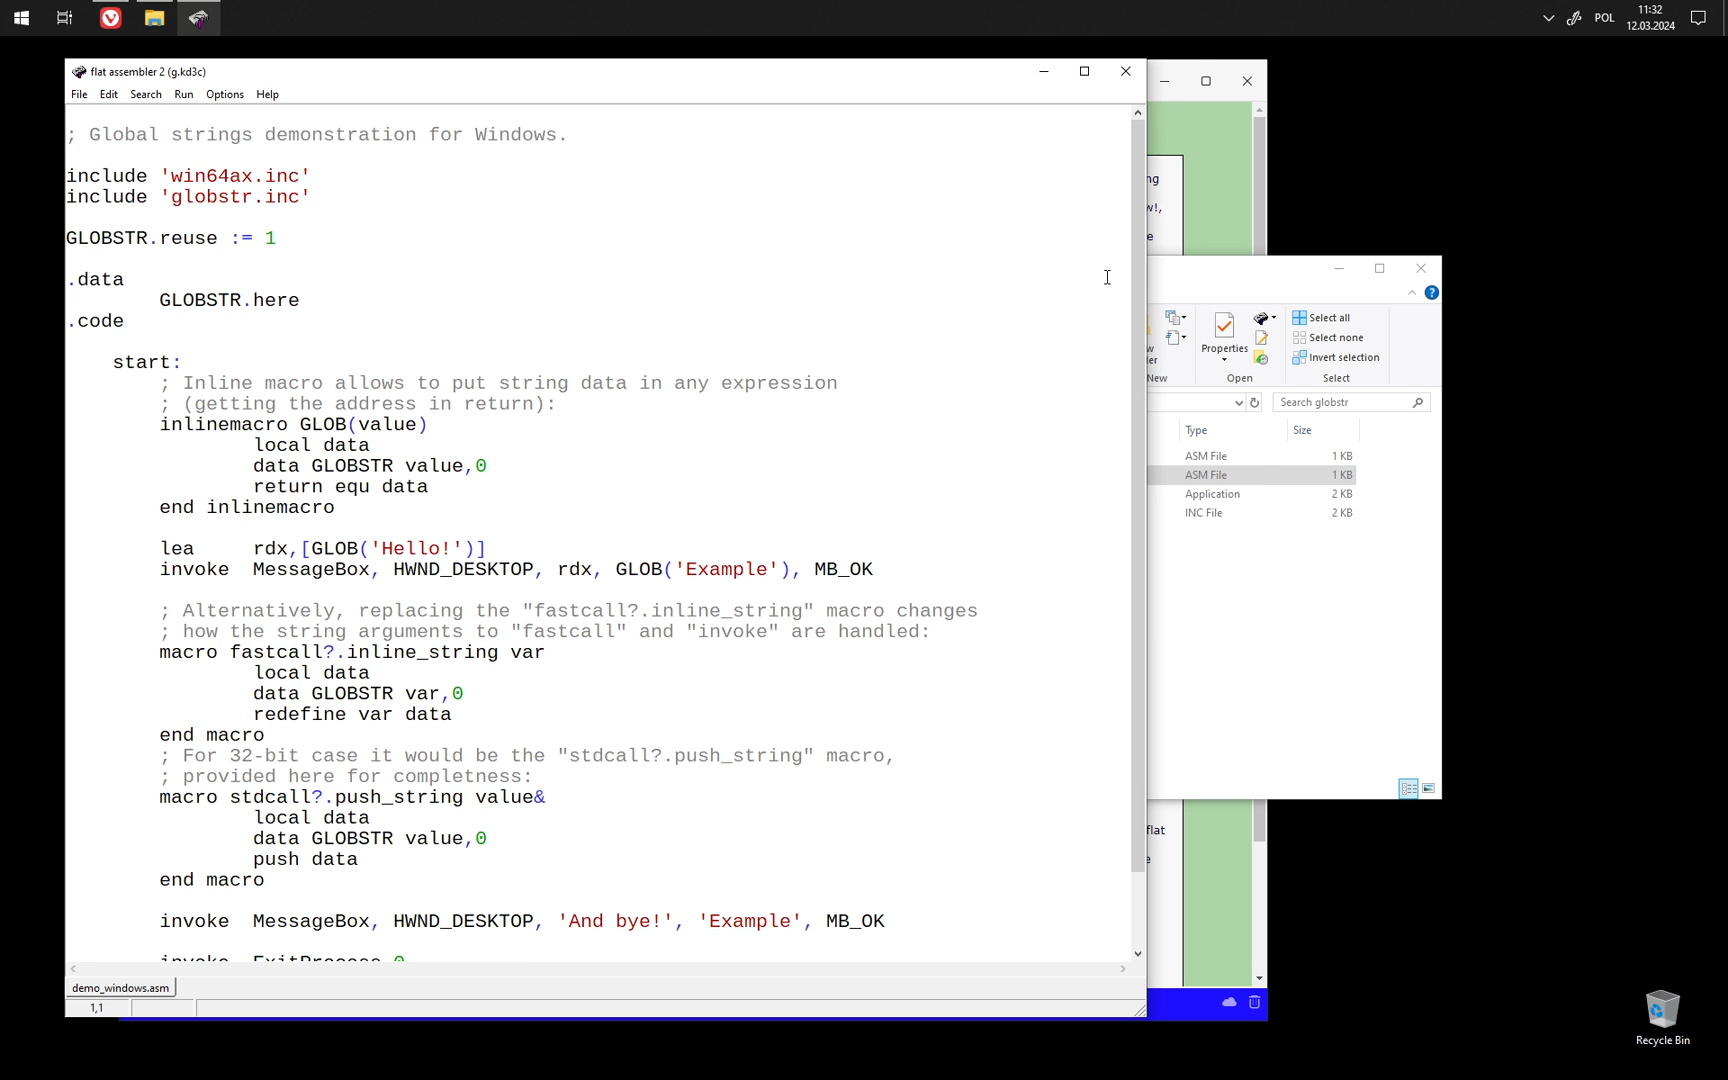 POL
11:32
12.03.2024
flat assembler 2 (g.kd3c)
File Edit Search Run Options Help
; Global strings demonstration for Windows.
include 'win64ax.inc'
include 'globstr.inc'
GLOBSTR.reuse := 1
.data
GLOBSTR.here
.code
start:
; Inline macro allows to put string data in any expression
; (getting the address in return):
inlinemacro GLOB(value)
local data
data GLOBSTR value,0
return equ data
end inlinemacro
lea rdx,[GLOB('Hello!')]
invoke MessageBox, HWND_DESKTOP, rdx, GLOB('Example'), MB_OK
; Alternatively, replacing the "fastcall?.inline_string" macro changes
; how the string arguments to "fastcall" and "invoke" are handled:
macro fastcall?.inline_string var
local data
data GLOBSTR var,0
redefine var data
end macro
; For 32-bit case it would be the "stdcall?.push_string" macro,
; provided here for completness:
macro stdcall?.push_string value&
local data
data GLOBSTR value,0
push data
end macro
invoke MessageBox, HWND_DESKTOP, 'And bye!', 'Example', MB_OK
invoke ExitProcess,0
demo_windows.asm
1,1
ng
w!,
e
w
er
New
Properties
Open
Select all
Select none
Invert selection
Select
Search globstr
Type Size
ASM File 1 KB
ASM File 1 KB
Application 2 KB
INC File 2 KB
flat
e
Recycle Bin